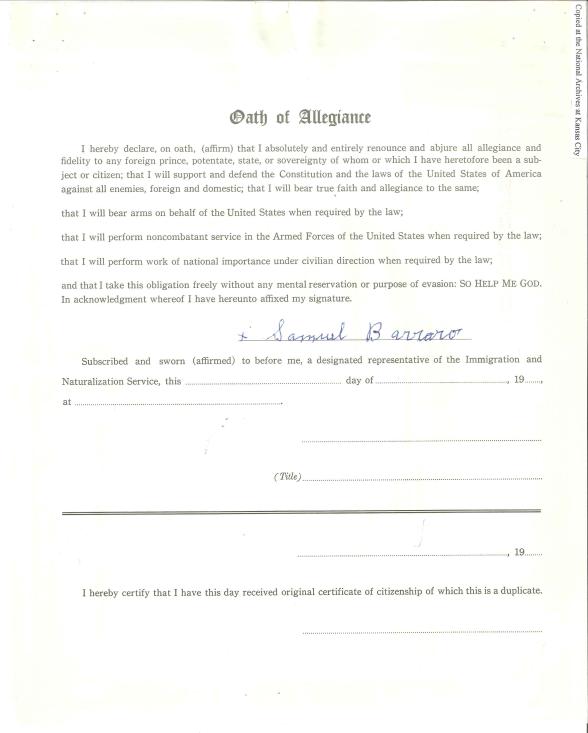 Copied at the National Archives at Kansas City
Oath of Allegiance
I hereby declare, on oath, (affirm) that I absolutely and entirely renounce and abjure all allegiance and
fidelity to any foreign prince, potentate, state, or sovereignty of whom or which I have heretofore been a sub-
ject or citizen; that I will support and defend the Constitution and the laws of the United States of America
against all enemies, foreign and domestic; that I will bear true faith and allegiance to the same;
that I will bear arms on behalf of the United States when required by the law;
that I will perform noncombatant service in the Armed Forces of the United States when required by the law;
that I will perform work of national importance under civilian direction when required by the law;
and that I take this obligation freely without any mental reservation or purpose of evasion: SO HELP ME GOD.
In acknowledgment whereof I have hereunto affixed my signature.
x Samuel Barraro
Subscribed and sworn (affirmed) to before me, a designated representative of the Immigration and
Naturalization Service, this ........ day of ........, 19......,
at ........
(Title)........
........, 19......
I hereby certify that I have this day received original certificate of citizenship of which this is a duplicate.